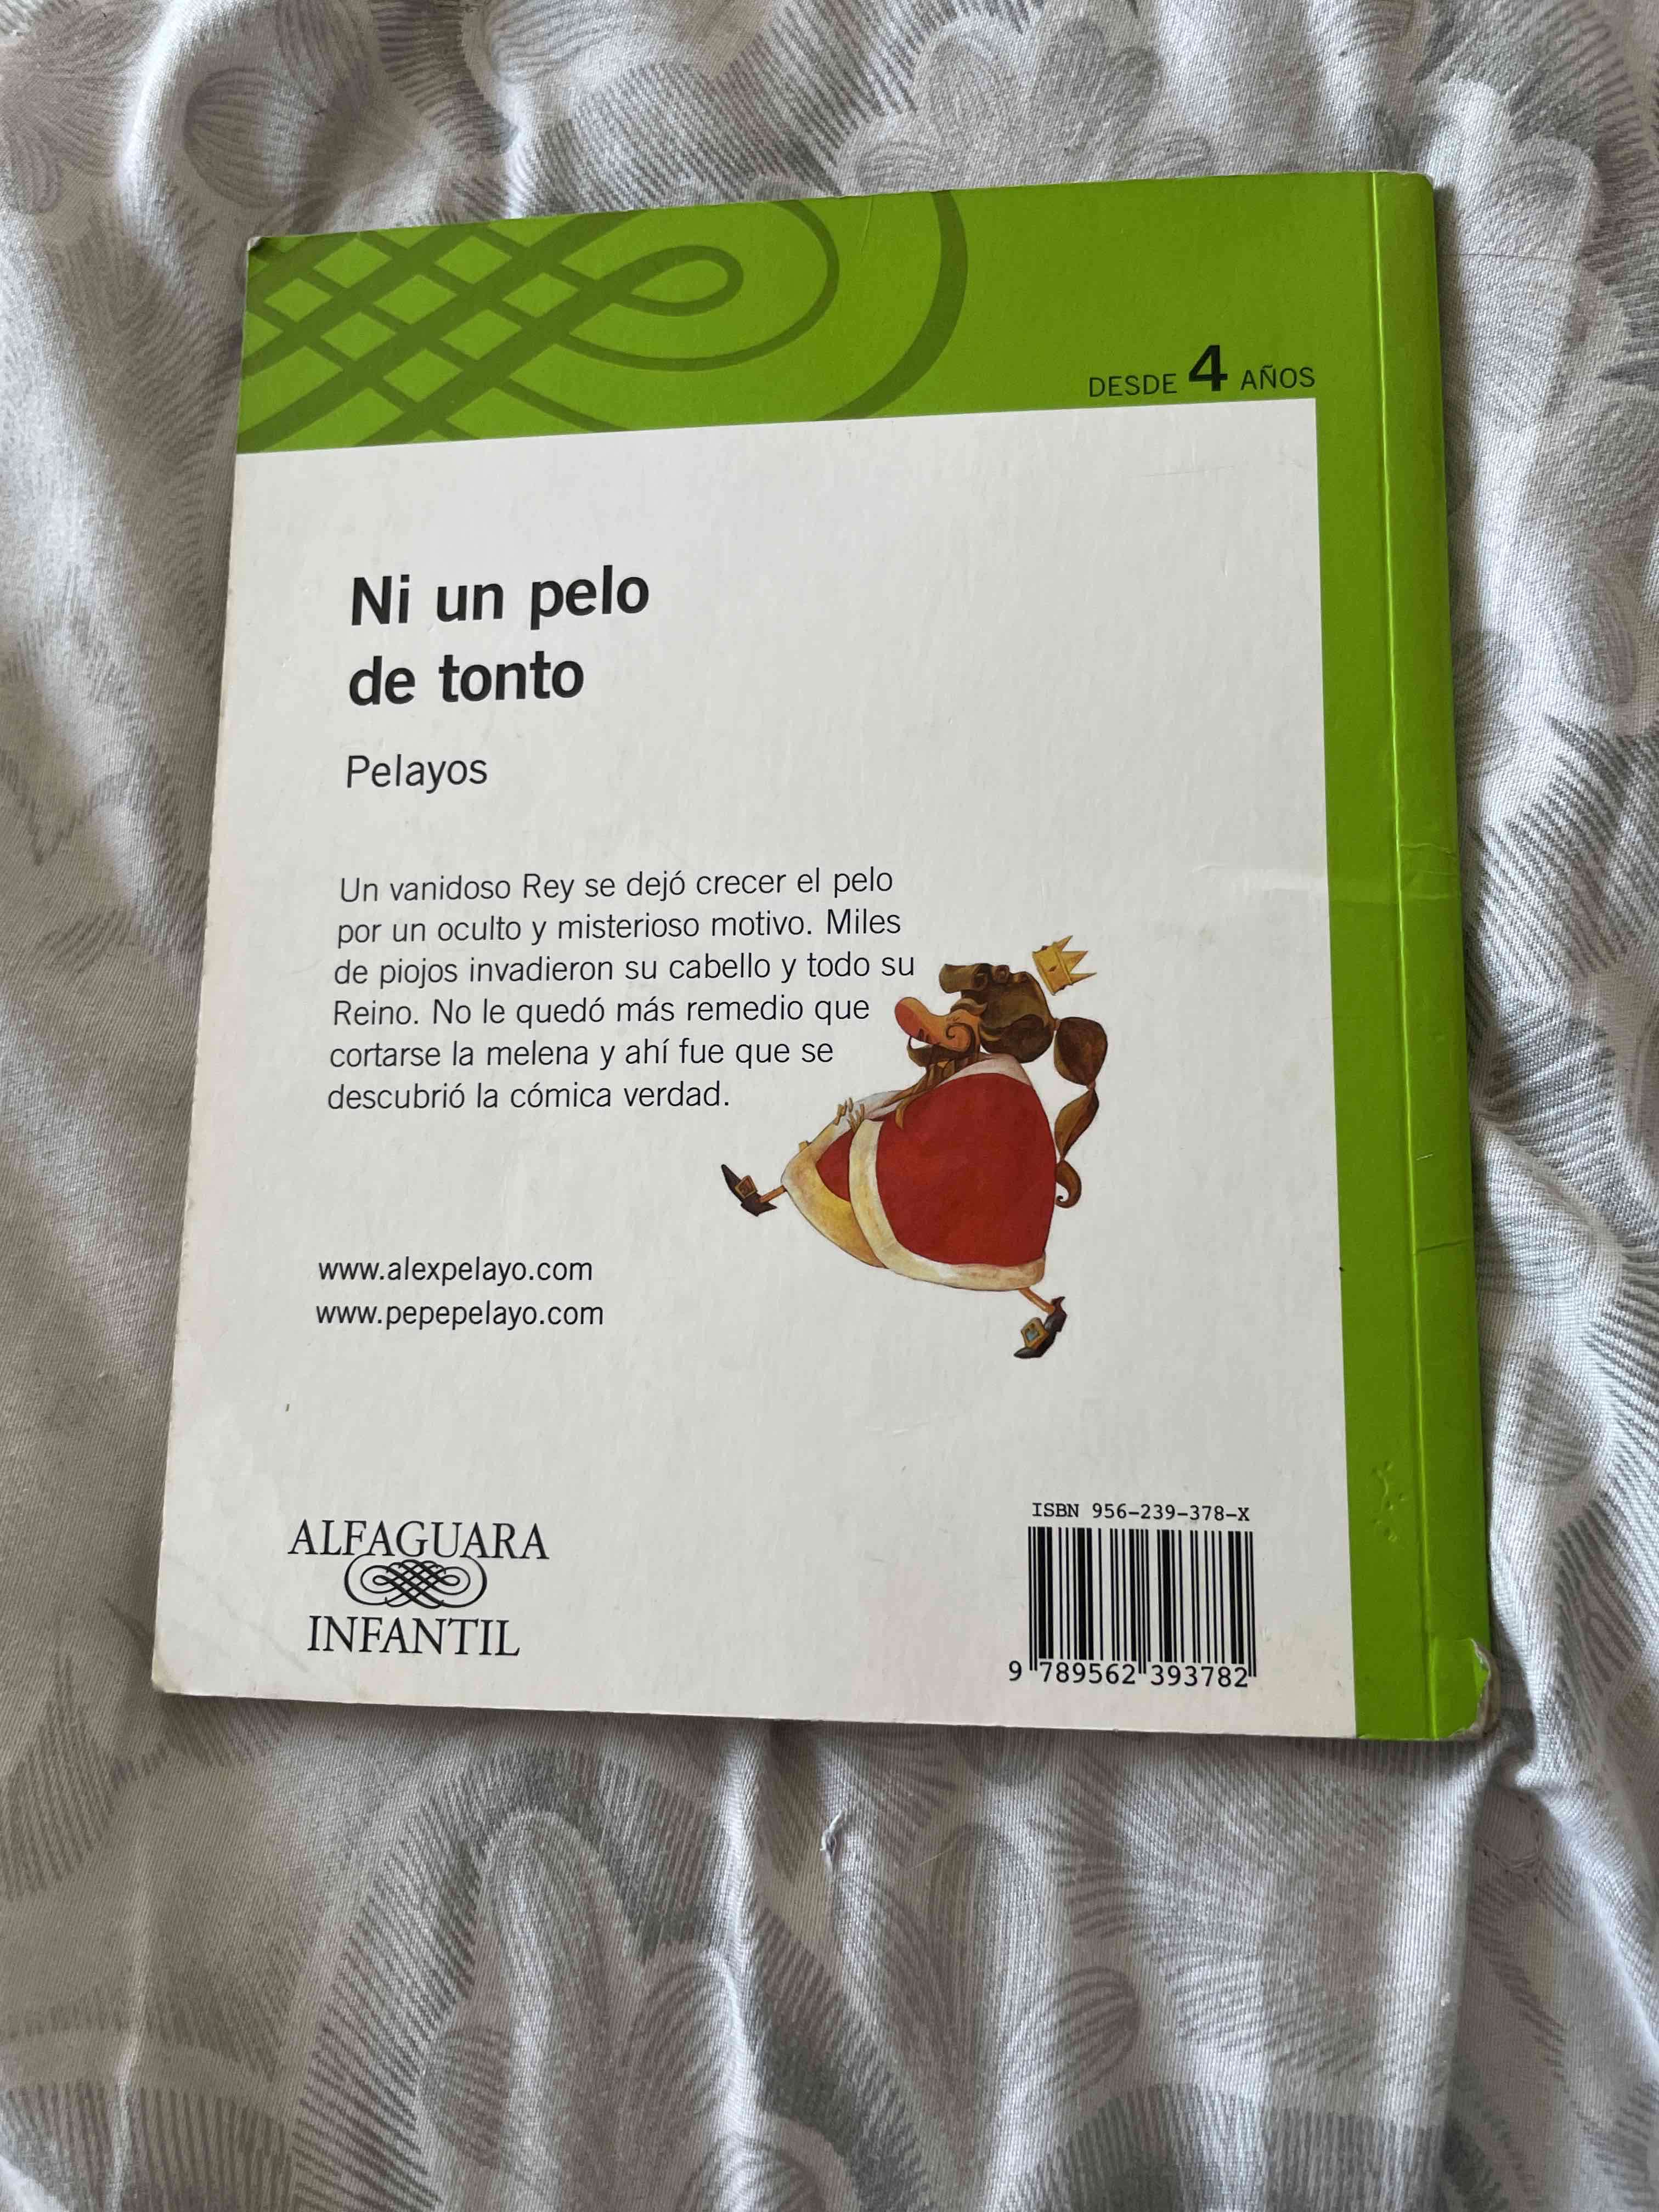 DESDE 4 AÑOS
Ni un pelo
de tonto
Pelayos
Un vanidoso Rey se dejó crecer el pelo
por un oculto y misterioso motivo. Miles
de piojos invadieron su cabello y todo su
Reino. No le quedó más remedio que
cortarse la melena y ahí fue que se
descubrió la cómica verdad.
www.alexpelayo.com
www.pepepelayo.com
ALFAGUARA
INFANTIL
ISBN 956-239-378-X
9 789562 393782